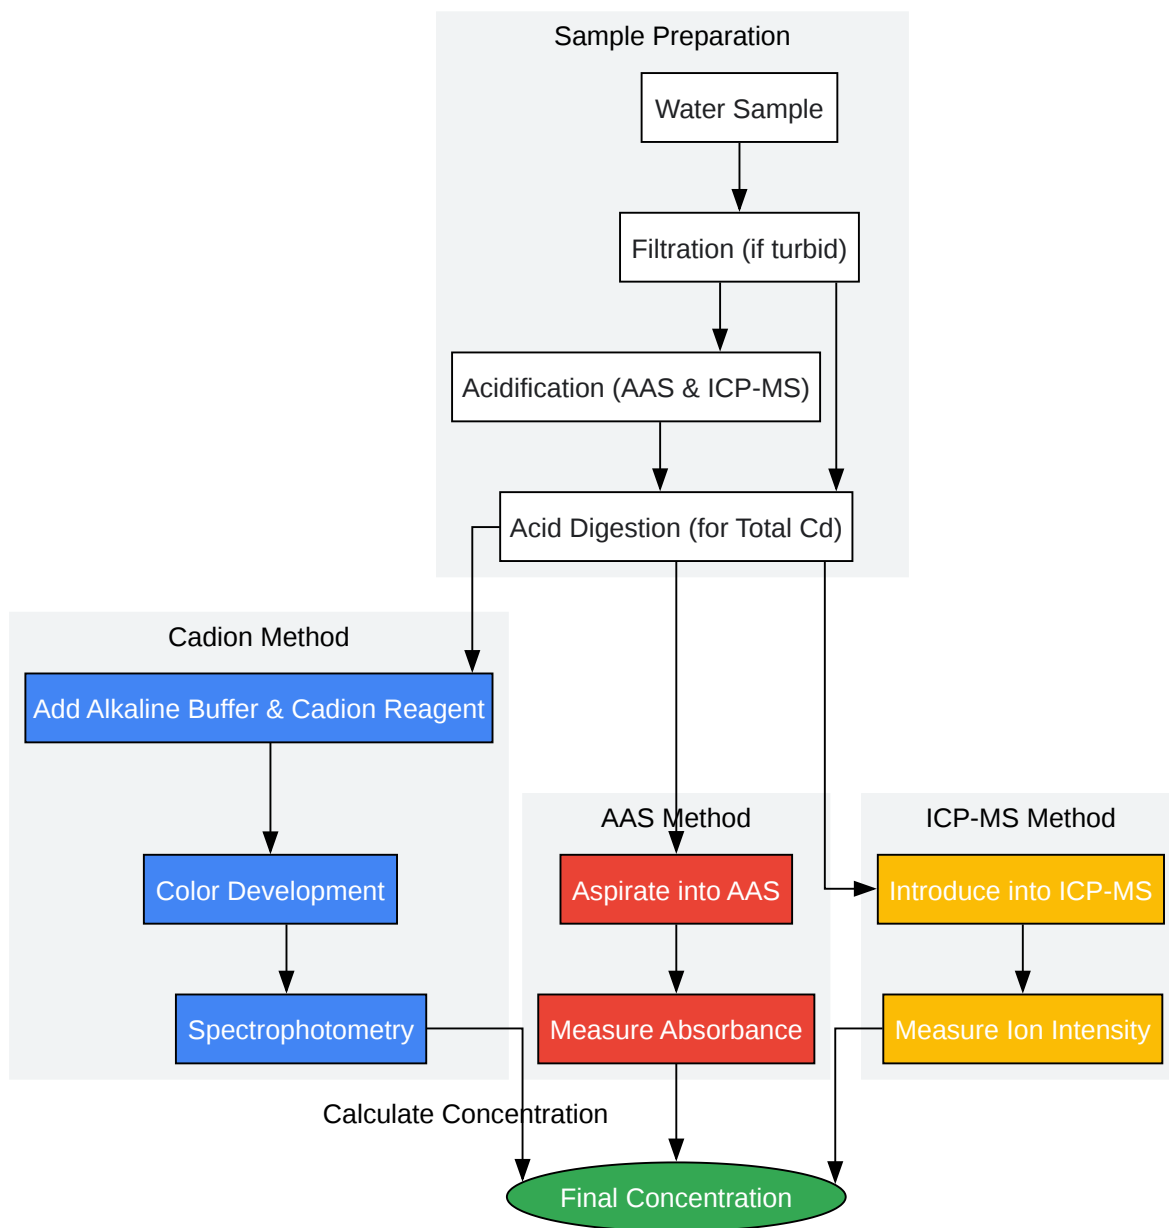 Sample Preparation
Water Sample
Filtration (if turbid)
Acidification (AAS & ICP-MS)
Acid Digestion (for Total Cd)
Cadion Method
Add Alkaline Buffer & Cadion Reagent
Color Development
Spectrophotometry
AAS Method
Aspirate into AAS
Measure Absorbance
ICP-MS Method
Introduce into ICP-MS
Measure Ion Intensity
Calculate Concentration
Final Concentration